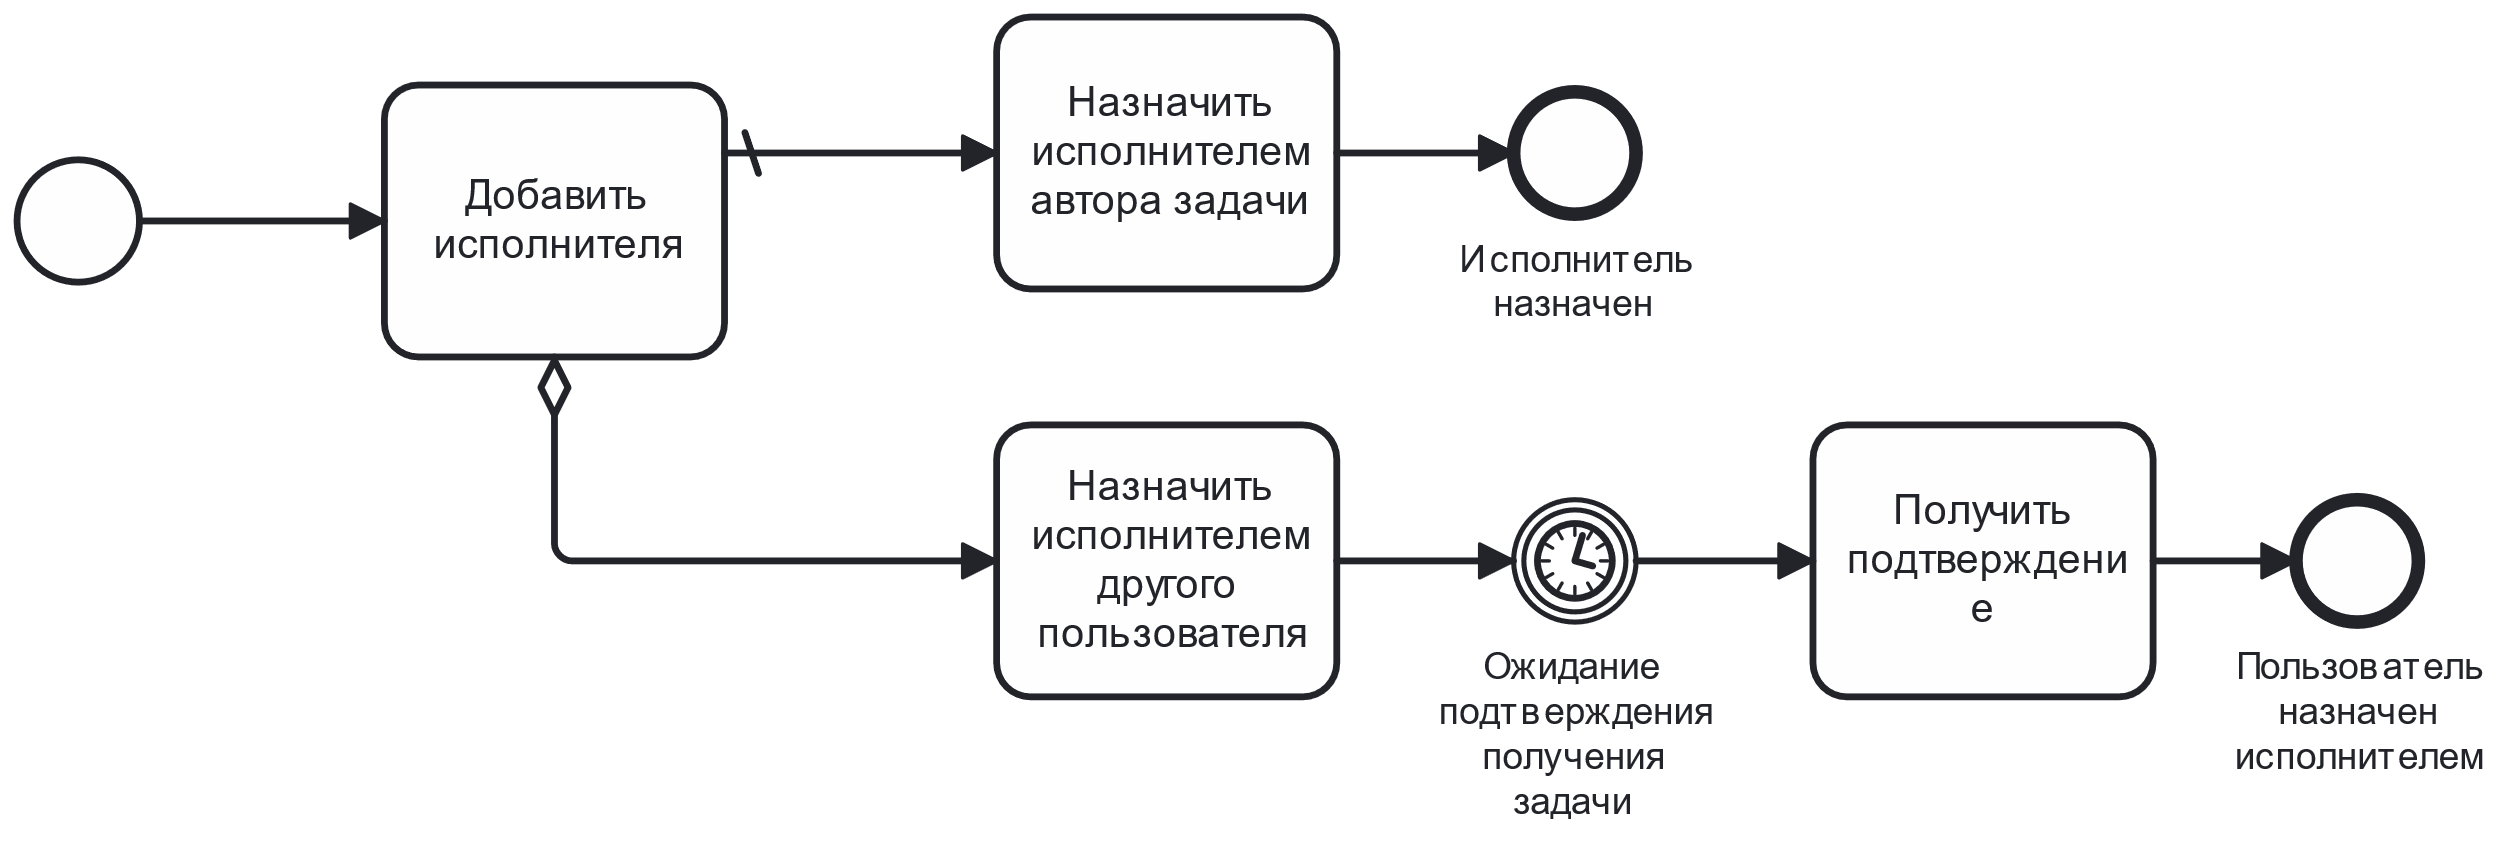 Добавить
исполнителя
Назначить
исполнителем
автора задачи
Исполнитель
назначен
Назначить
исполнителем
другого
пользователя
Ожидание
подтверждения
получения
задачи
Получить
подтверждени
е
Пользователь
назначен
исполнителем